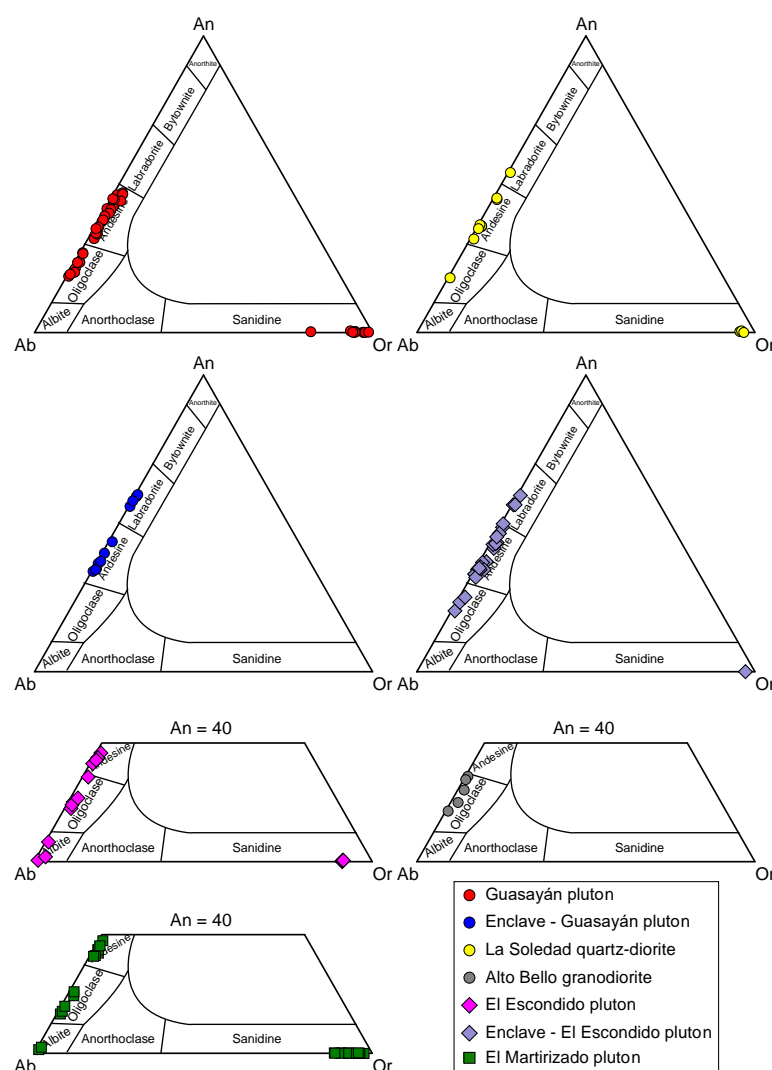 An
Anorthite
Bytownite
Labradorite
Andesine
Oligoclase
Albite
Anorthoclase
Sanidine
Ab
Or
An
Anorthite
Bytownite
Labradorite
Andesine
Oligoclase
Albite
Anorthoclase
Sanidine
Ab
Or
An
Anorthite
Bytownite
Labradorite
Andesine
Oligoclase
Albite
Anorthoclase
Sanidine
Ab
Or
An
Anorthite
Bytownite
Labradorite
Andesine
Oligoclase
Albite
Anorthoclase
Sanidine
Ab
Or
An = 40
Andesine
Oligoclase
Albite
Anorthoclase
Sanidine
Ab
Or
An = 40
Andesine
Oligoclase
Albite
Anorthoclase
Sanidine
Ab
Or
An = 40
Andesine
Oligoclase
Albite
Anorthoclase
Sanidine
Ab
Or
Guasayán pluton
Enclave - Guasayán pluton
La Soledad quartz-diorite
Alto Bello granodiorite
El Escondido pluton
Enclave - El Escondido pluton
El Martirizado pluton